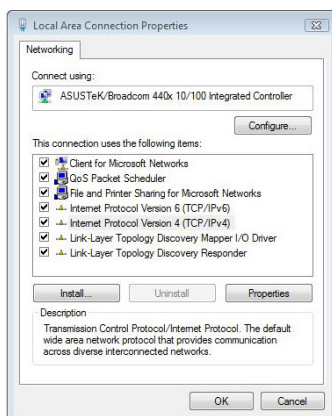 Local Area Connection Properties
Networking
Connect using:
ASUSTeK/Broadcom 440x 10/100 Integrated Controller
Configure...
This connection uses the following items:
Client for Microsoft Networks
QoS Packet Scheduler
File and Printer Sharing for Microsoft Networks
Internet Protocol Version 6 (TCP/IPv6)
Internet Protocol Version 4 (TCP/IPv4)
Link-Layer Topology Discovery Mapper I/O Driver
Link-Layer Topology Discovery Responder
Install... Uninstall Properties
Description
Transmission Control Protocol/Internet Protocol. The default
wide area network protocol that provides communication
across diverse interconnected networks.
OK Cancel